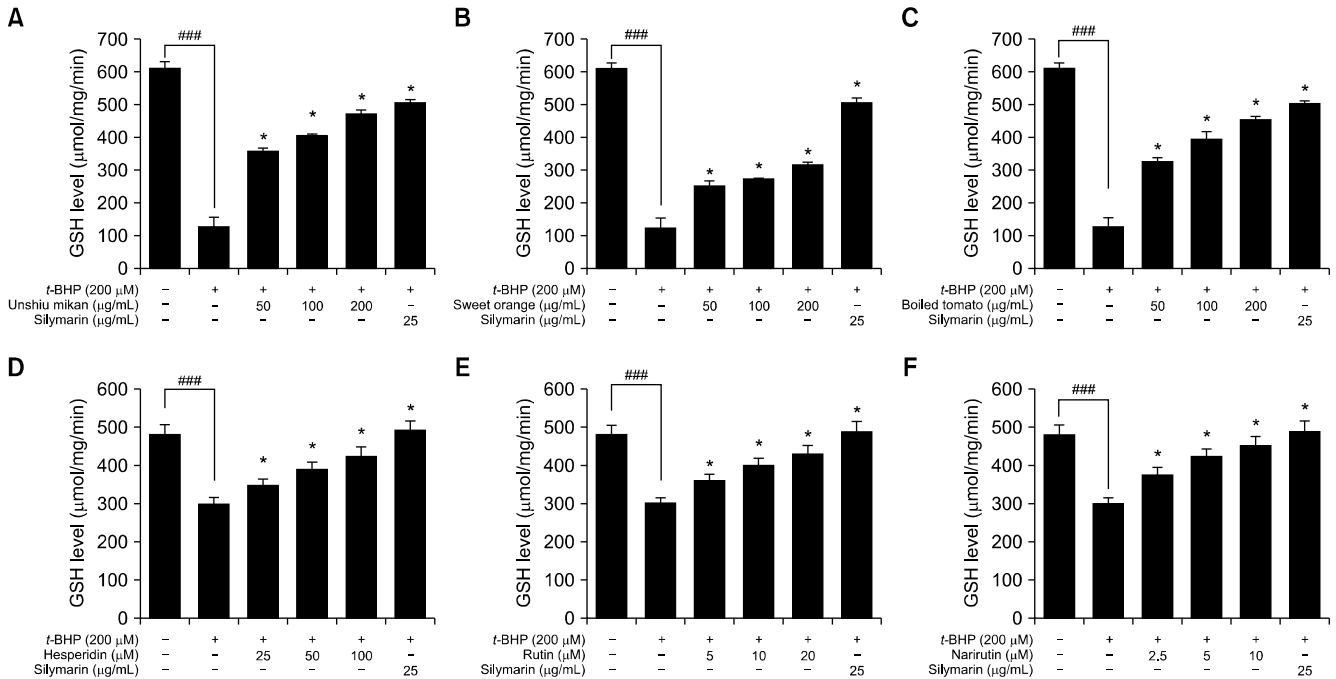 A
GSH level (μmol/mg/min)
700
600
500
400
300
200
100
0
###
* * * *
t-BHP (200 μM) – + + + + +
Unshiu mikan (μg/mL) – – 50 100 200 –
Silymarin (μg/mL) – – – – – 25
B
GSH level (μmol/mg/min)
700
600
500
400
300
200
100
0
###
* * * *
t-BHP (200 μM) – + + + + +
Sweet orange (μg/mL) – – 50 100 200 –
Silymarin (μg/mL) – – – – – 25
C
GSH level (μmol/mg/min)
700
600
500
400
300
200
100
0
###
* * * *
t-BHP (200 μM) – + + + + +
Boiled tomato (μg/mL) – – 50 100 200 –
Silymarin (μg/mL) – – – – – 25
D
GSH level (μmol/mg/min)
600
500
400
300
200
100
0
###
* * * *
t-BHP (200 μM) – + + + + +
Hesperidin (μM) – – 25 50 100 –
Silymarin (μg/mL) – – – – – 25
E
GSH level (μmol/mg/min)
600
500
400
300
200
100
0
###
* * * *
t-BHP (200 μM) – + + + + +
Rutin (μM) – – 5 10 20 –
Silymarin (μg/mL) – – – – – 25
F
GSH level (μmol/mg/min)
600
500
400
300
200
100
0
###
* * * *
t-BHP (200 μM) – + + + + +
Narirutin (μM) – – 2.5 5 10 –
Silymarin (μg/mL) – – – – – 25